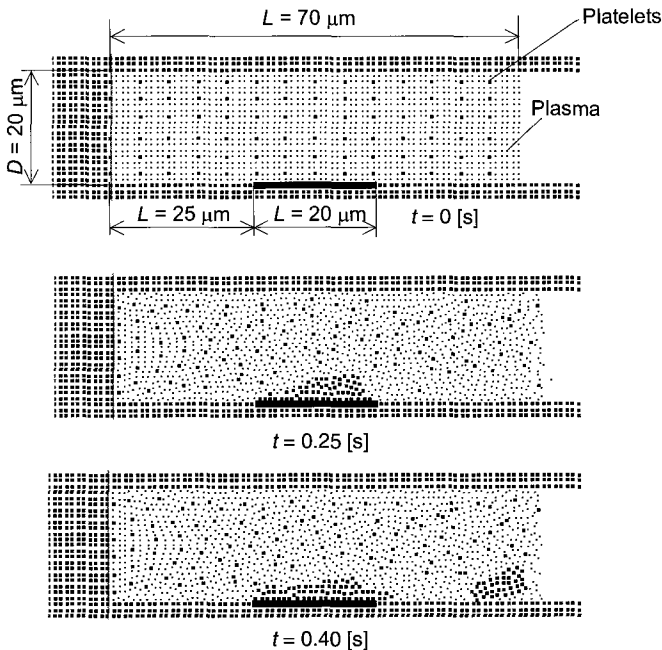 L = 70 μm
Platelets
D = 20 μm
Plasma
L = 25 μm
L = 20 μm
t = 0 [s]
t = 0.25 [s]
t = 0.40 [s]